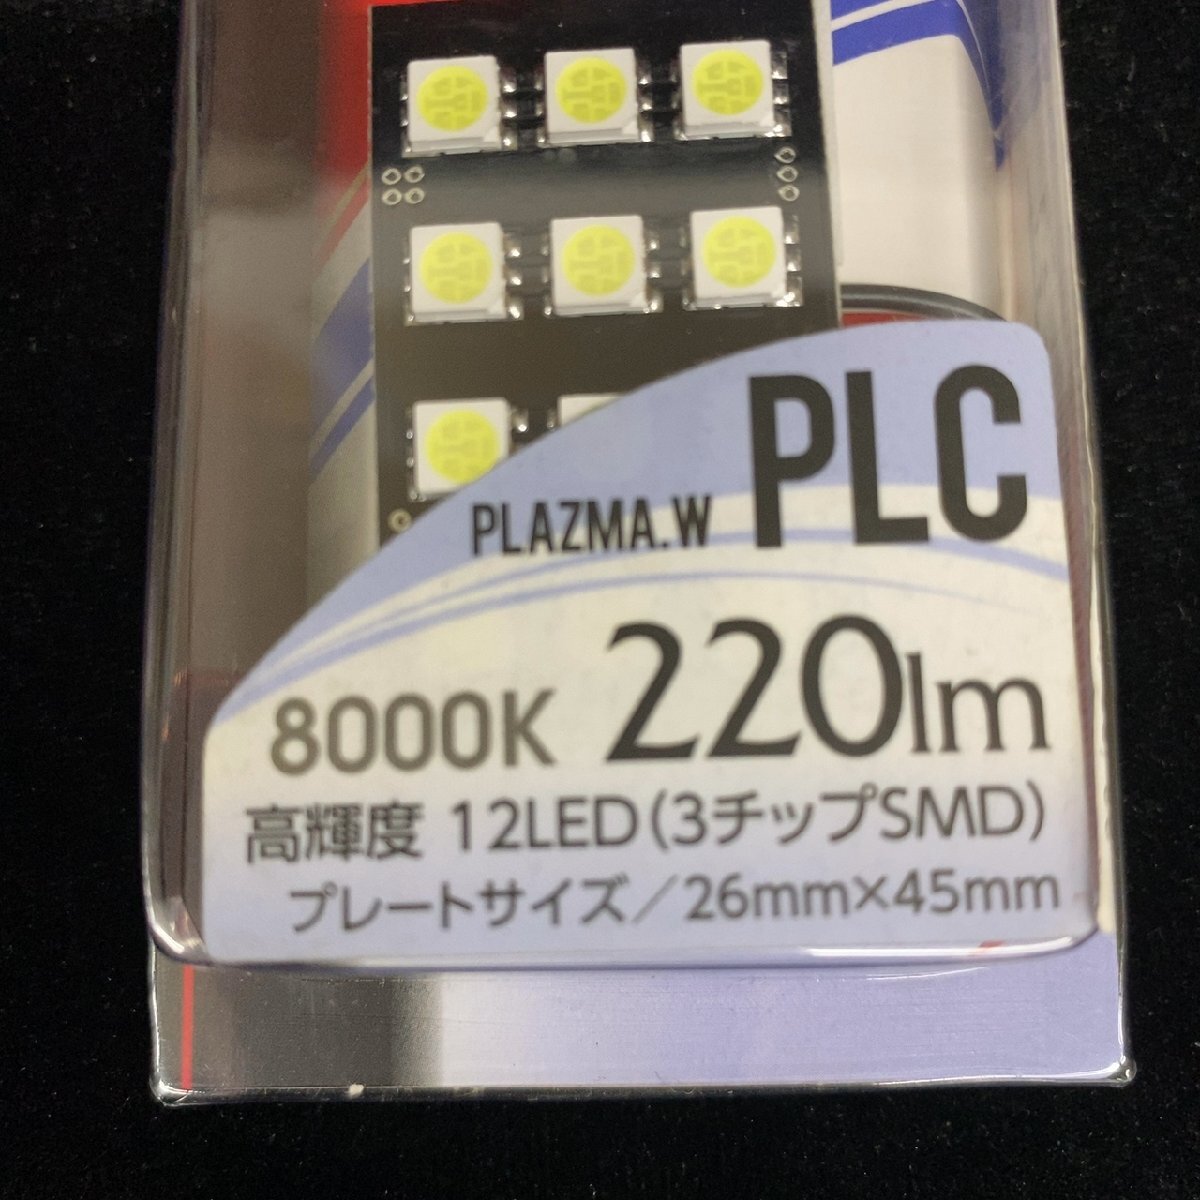 PLAZMA.W PLC
8000K 220lm
高輝度 12LED(3チップSMD)
プレートサイズ/26mm×45mm